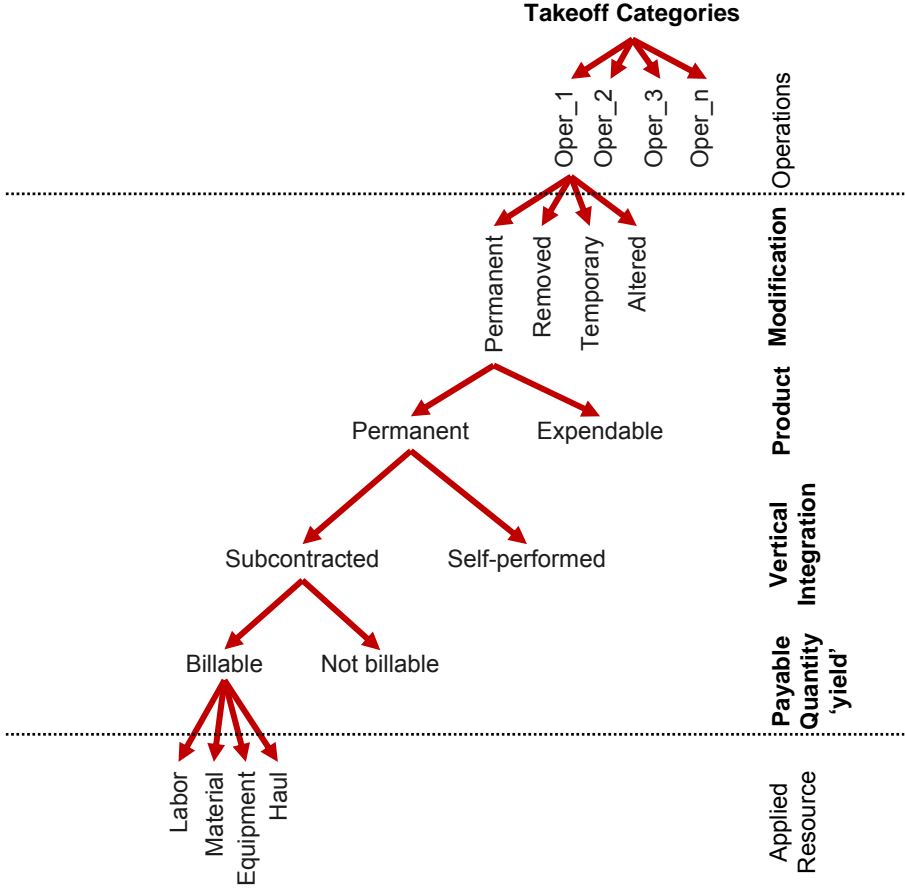 Takeoff Categories
Oper_1
Oper_2
Oper_3
Oper_n
Operations
Permanent
Removed
Temporary
Altered
Modification
Permanent
Expendable
Product
Subcontracted
Self-performed
Vertical
Integration
Billable
Not billable
Payable
Quantity
‘yield’
Labor
Material
Equipment
Haul
Applied
Resource